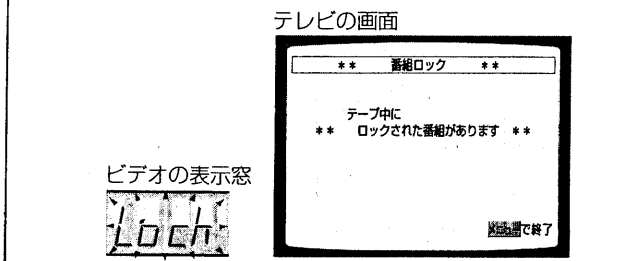 テレビの画面
** 番組ロック **
テープ中に
** ロックされた番組があります **
で終了
ビデオの表示窓
Loch